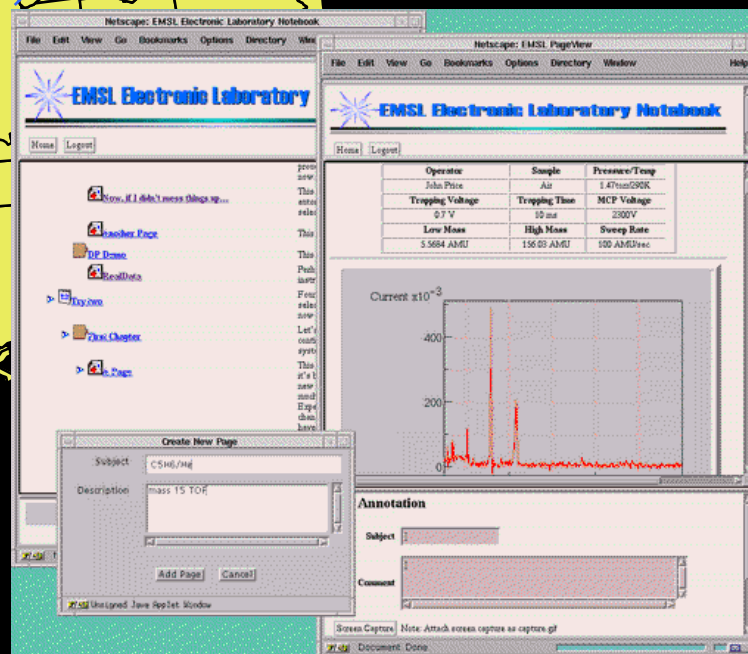 Netscape: EMSL Electronic Laboratory Notebook
File Edit View Go Bookmarks Options Directory
EMSL Electronic Laboratory
Home Logout
Now, if I didn't mess things up...
This
Another Page
This
DP Demo
This
RealData
Try two
First Chapter
Let's
a Page
This
Netscape: EMSL PageView
File Edit View Go Bookmarks Options Directory Window Help
EMSL Electronic Laboratory Notebook
Home Logout
Operator Sample Pressure/Temp
John Price Air 1.47torr/290K
Trapping Voltage Trapping Time MCP Voltage
0.7 V 10 ms 2300V
Low Mass High Mass Sweep Rate
5.5684 AMU 156.03 AMU 100 AMU/sec
Current x10-3
400
200
0
Create New Page
Subject C5H6/He
Description mass 15 TOF
Add Page Cancel
Unsigned Java Applet Window
Annotation
Subject
Comment
Screen Capture Note: Attach screen capture as capture.gif
Document: Done